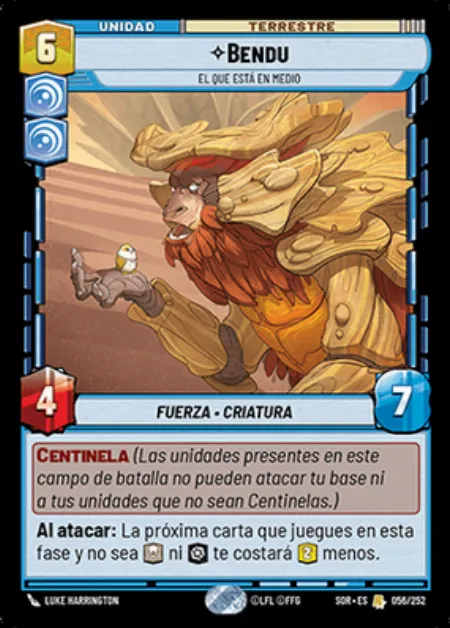 UNIDAD
TERRESTRE
6
BENDU
EL QUE ESTÁ EN MEDIO
4
7
FUERZA • CRIATURA
CENTINELA (Las unidades presentes en este
campo de batalla no pueden atacar tu base ni
a tus unidades que no sean Centinelas.)
Al atacar: La próxima carta que juegues en esta
fase y no sea ni te costará 2 menos.
LUKE HARRINGTON
©LFL ©FFG
SOR • ES
056/252